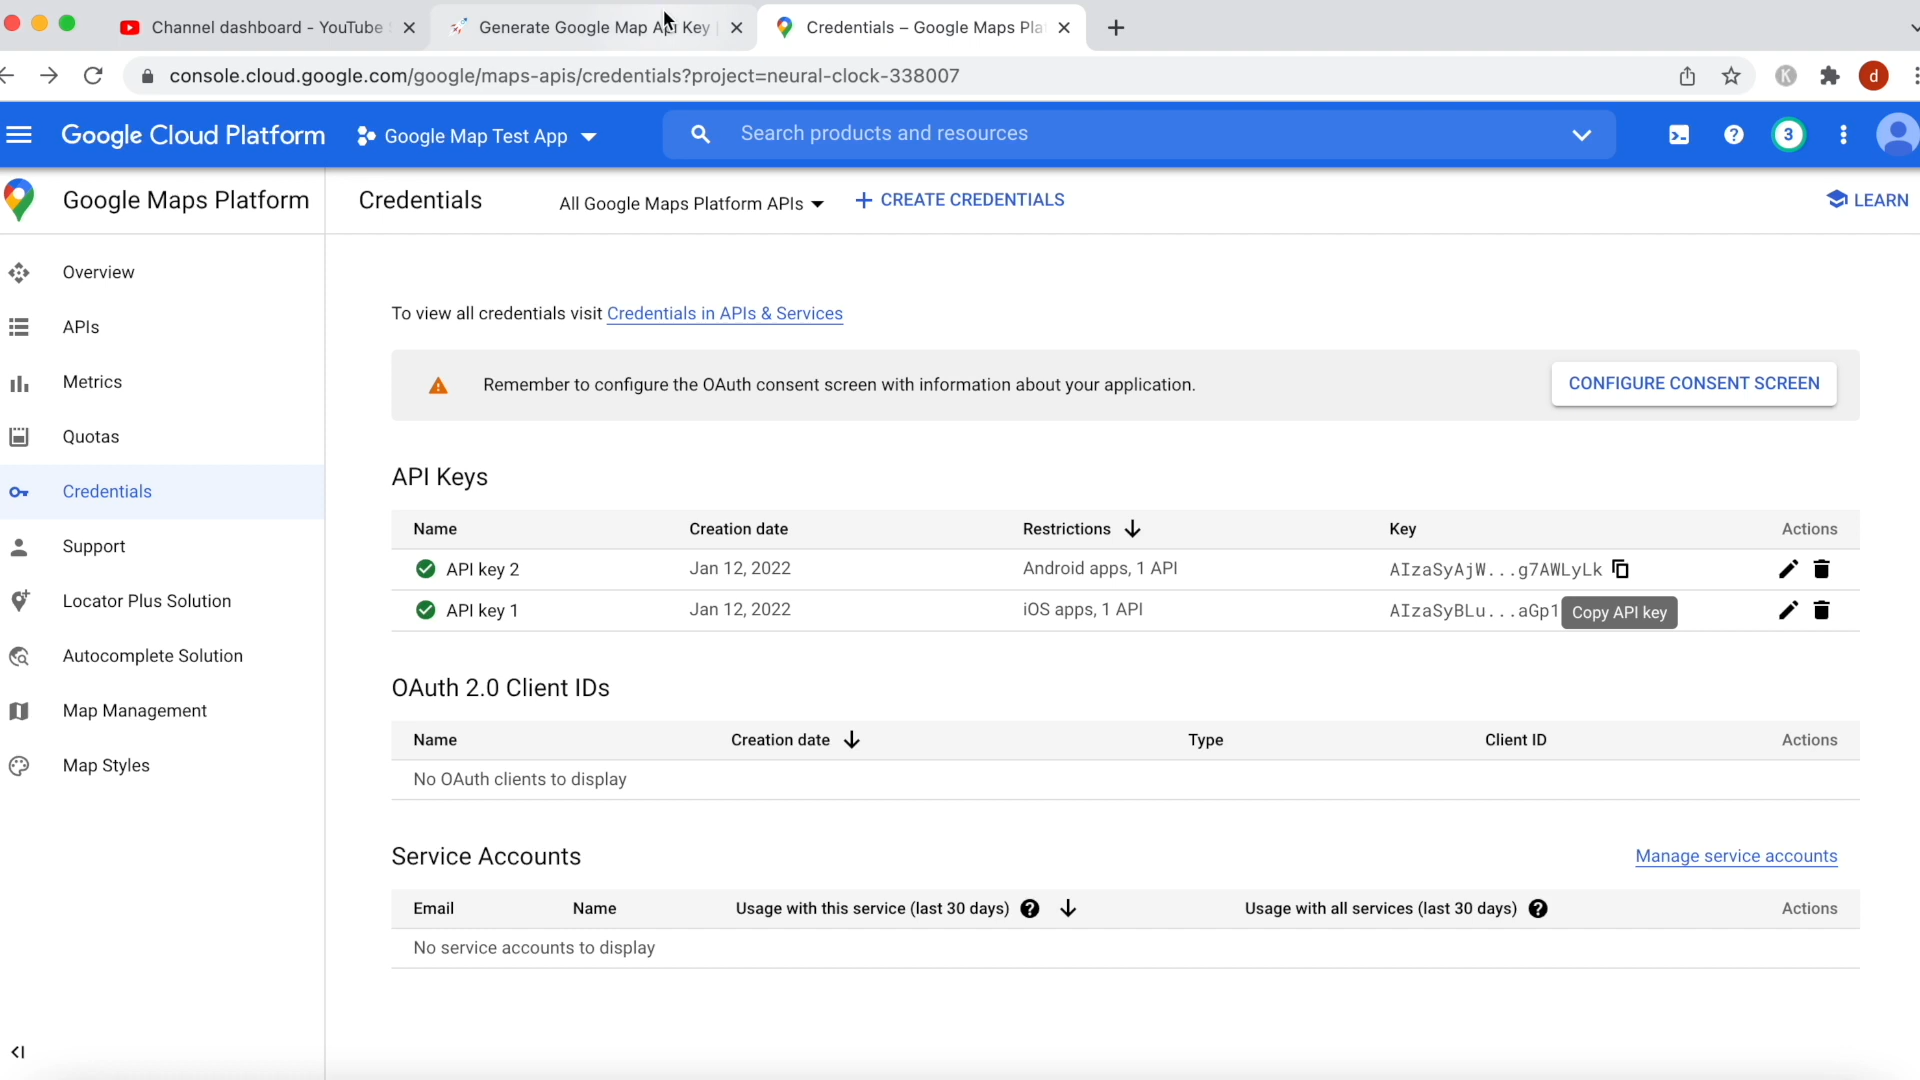 Channel dashboard - YouTube
Generate Google Map Api Key
Credentials – Google Maps Pla
console.cloud.google.com/google/maps-apis/credentials?project=neural-clock-338007
K
d
Google Cloud Platform
Google Map Test App
Search products and resources
3
Google Maps Platform
Credentials
All Google Maps Platform APIs
CREATE CREDENTIALS
LEARN
Overview
APIs
Metrics
Quotas
Credentials
Support
Locator Plus Solution
Autocomplete Solution
Map Management
Map Styles
To view all credentials visit Credentials in APIs & Services
Remember to configure the OAuth consent screen with information about your application.
CONFIGURE CONSENT SCREEN
API Keys
Name Creation date Restrictions Key Actions
API key 2 Jan 12, 2022 Android apps, 1 API AIzaSyAjW...g7AWLyLk
API key 1 Jan 12, 2022 iOS apps, 1 API AIzaSyBLu...aGp1
Copy API key
OAuth 2.0 Client IDs
Name Creation date Type Client ID Actions
No OAuth clients to display
Service Accounts
Manage service accounts
Email Name Usage with this service (last 30 days) Usage with all services (last 30 days) Actions
No service accounts to display